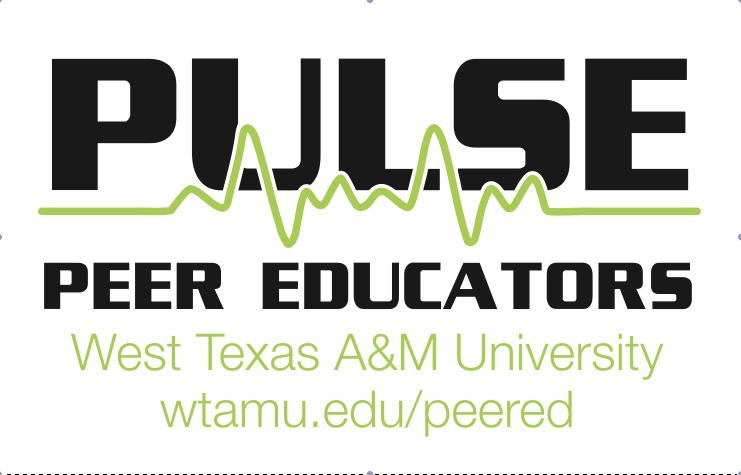 PULSE
PEER EDUCATORS
West Texas A&M University
wtamu.edu/peered